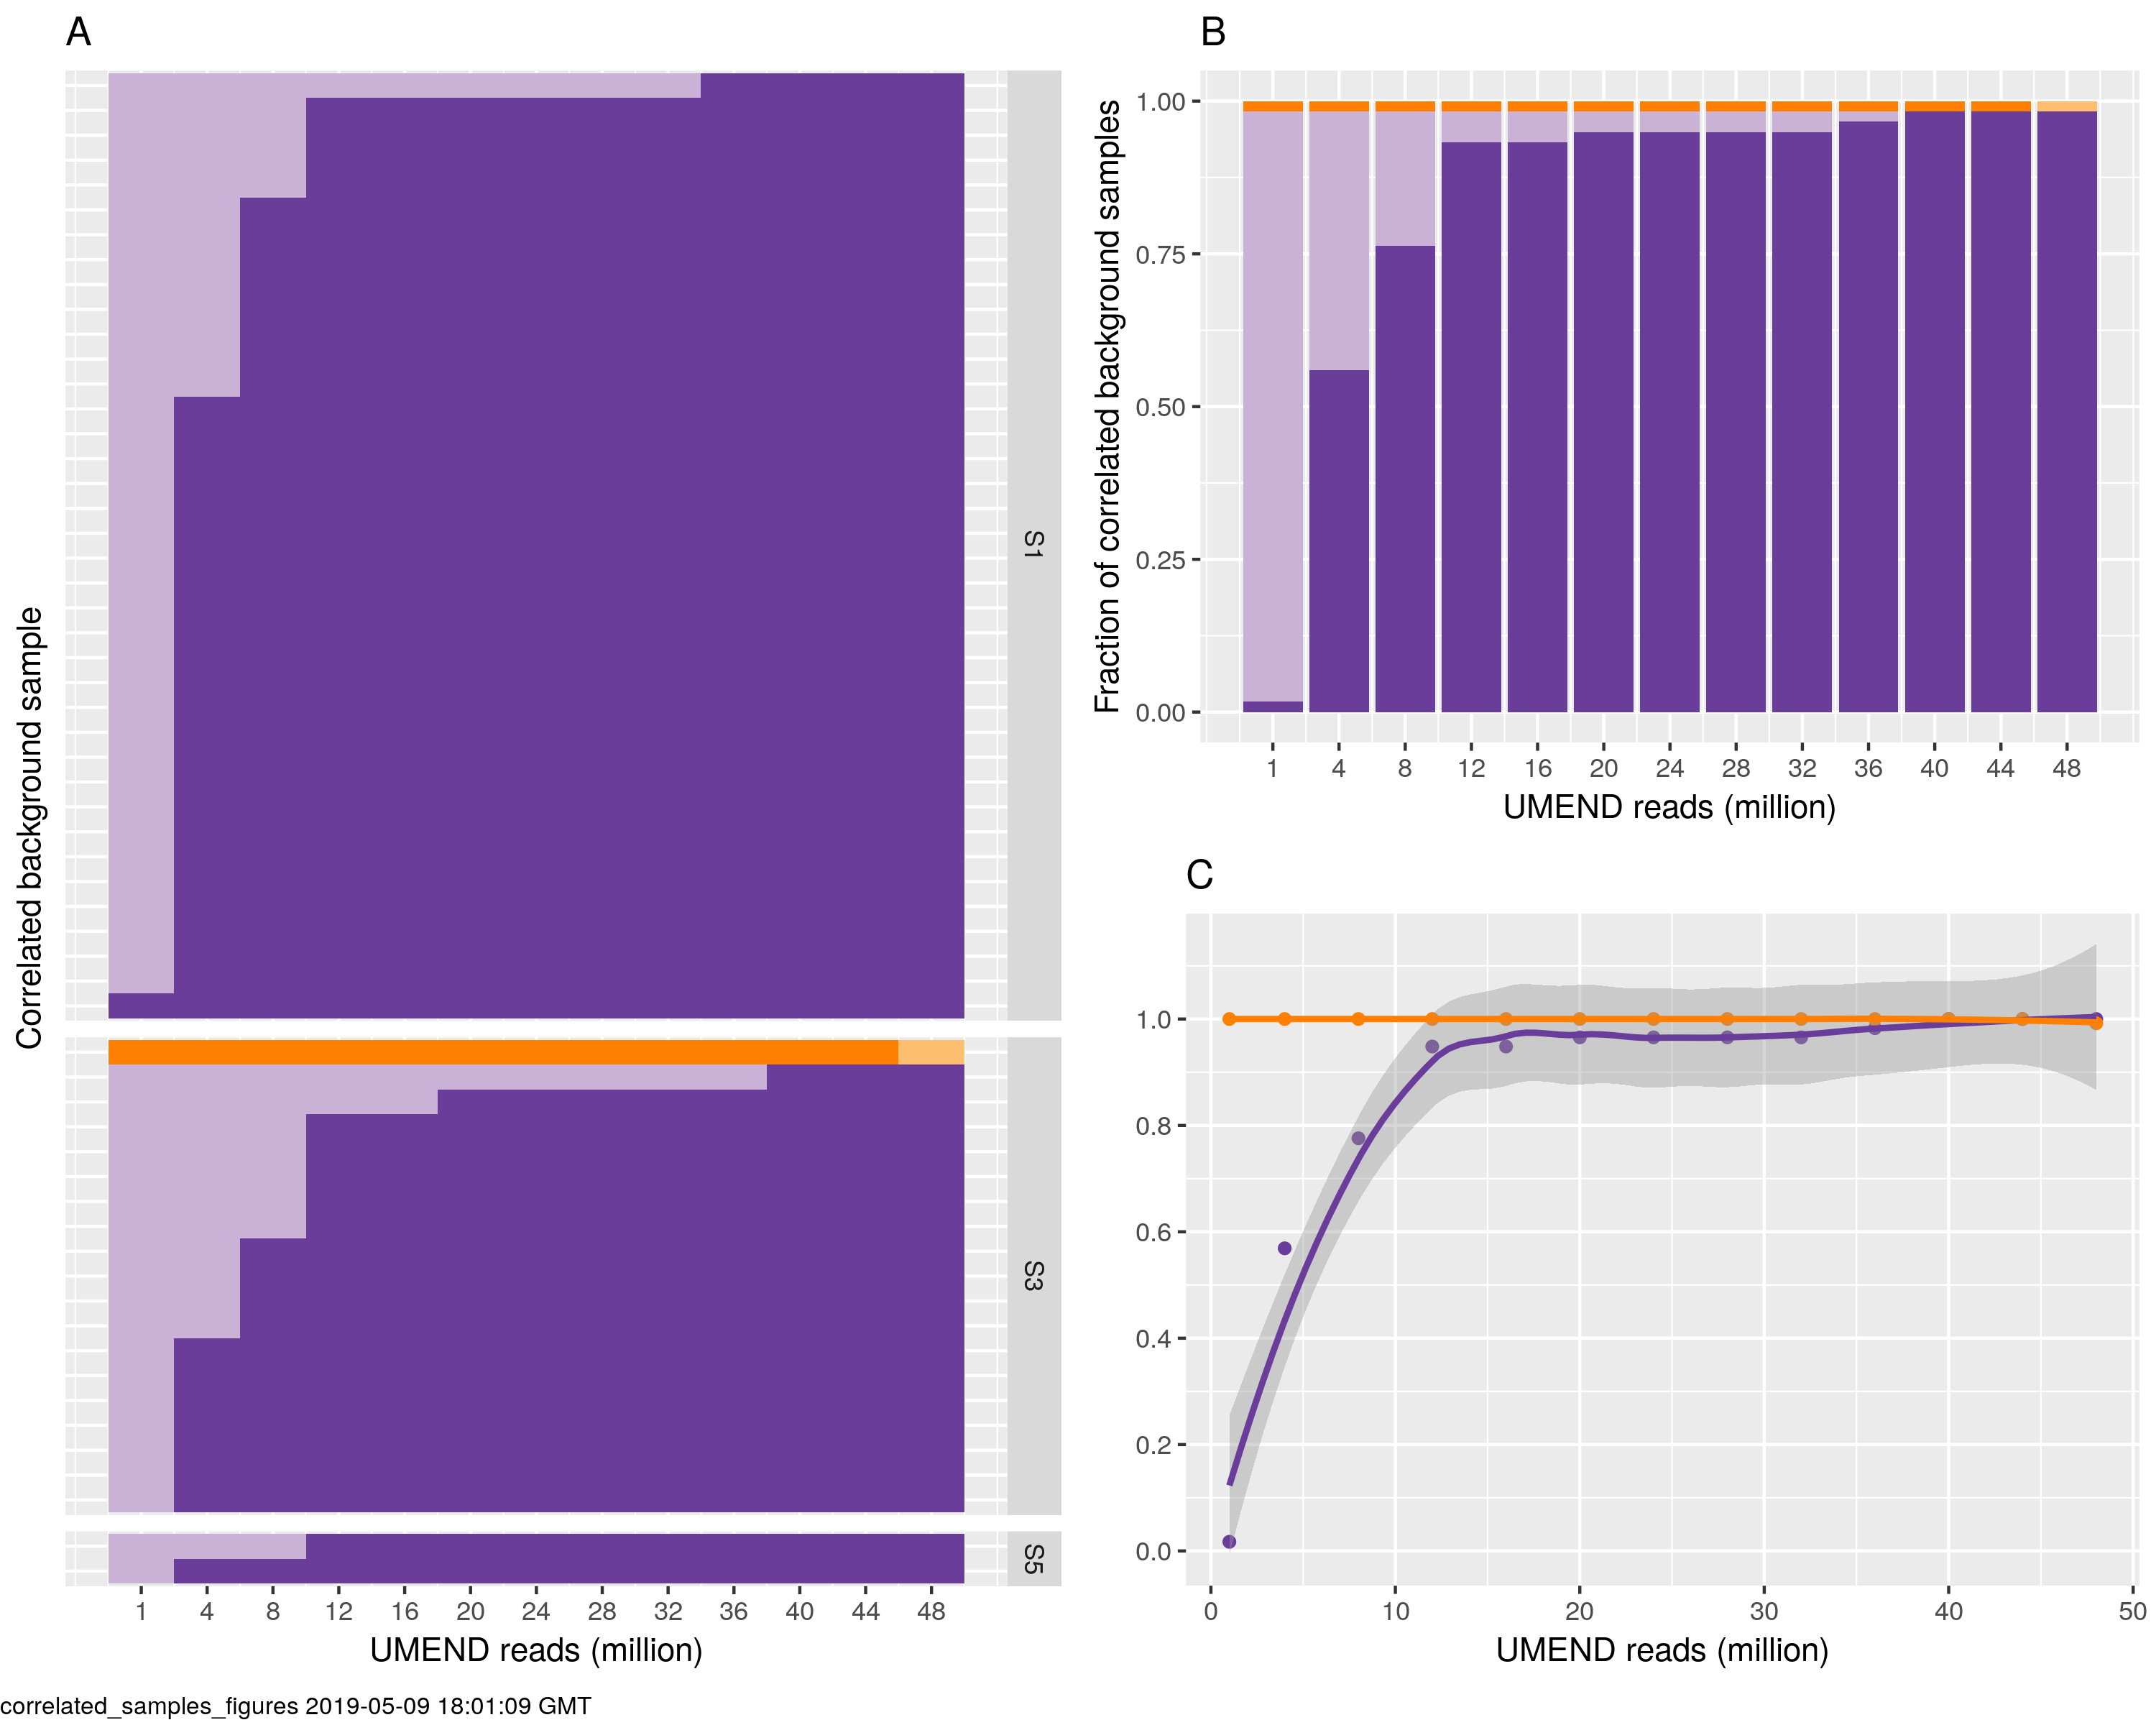 A
Correlated background sample
S1
S3
S5
1 4 8 12 16 20 24 28 32 36 40 44 48
UMEND reads (million)
B
Fraction of correlated background samples
1.00
0.75
0.50
0.25
0.00
1 4 8 12 16 20 24 28 32 36 40 44 48
UMEND reads (million)
C
1.0
0.8
0.6
0.4
0.2
0.0
0 10 20 30 40 50
UMEND reads (million)
correlated_samples_figures 2019-05-09 18:01:09 GMT